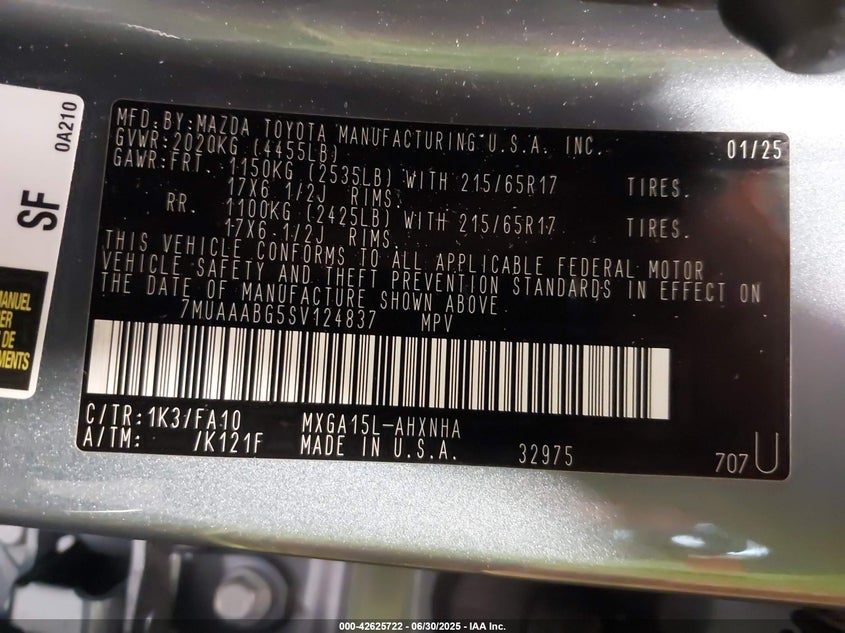 0A210
SF
MANUEL
DE
MFD.BY:MAZDA TOYOTA MANUFACTURING U.S.A. INC. 01/25
GVWR:2020KG (4455LB)
GAWR:FRT. 1150KG (2535LB) WITH 215/65R17 TIRES.
17X6 1/2J RIMS.
RR. 1100KG (2425LB) WITH 215/65R17 TIRES.
17X6 1/2J RIMS.
THIS VEHICLE CONFORMS TO ALL APPLICABLE FEDERAL MOTOR
VEHICLE SAFETY AND THEFT PREVENTION STANDARDS IN EFFECT ON
THE DATE OF MANUFACTURE SHOWN ABOVE.
7MUAAABG5SV124837 MPV
C/TR:1K3/FA10 MXGA15L-AHXNHA
A/TM: /K121F MADE IN U.S.A. 32975 707U
000-42625722 - 06/30/2025 - IAA Inc.